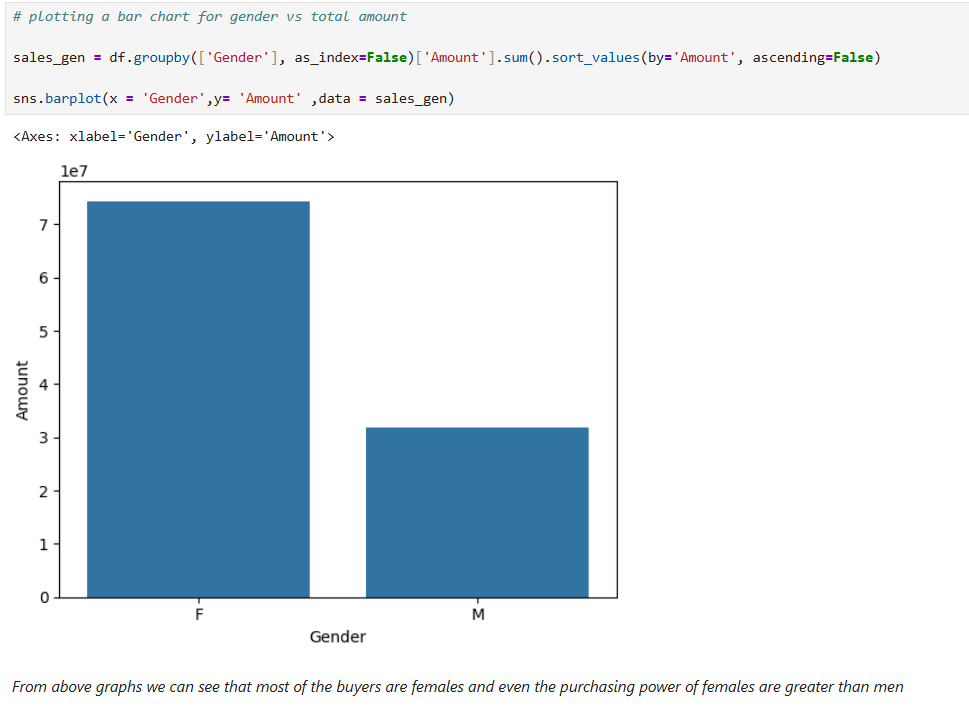 # plotting a bar chart for gender vs total amount
sales_gen = df.groupby(['Gender'], as_index=False)['Amount'].sum().sort_values(by='Amount', ascending=False)
sns.barplot(x = 'Gender',y= 'Amount' ,data = sales_gen)
<Axes: xlabel='Gender', ylabel='Amount'>
1e7
7
6
5
4
3
2
1
0
Amount
F M
Gender
From above graphs we can see that most of the buyers are females and even the purchasing power of females are greater than men